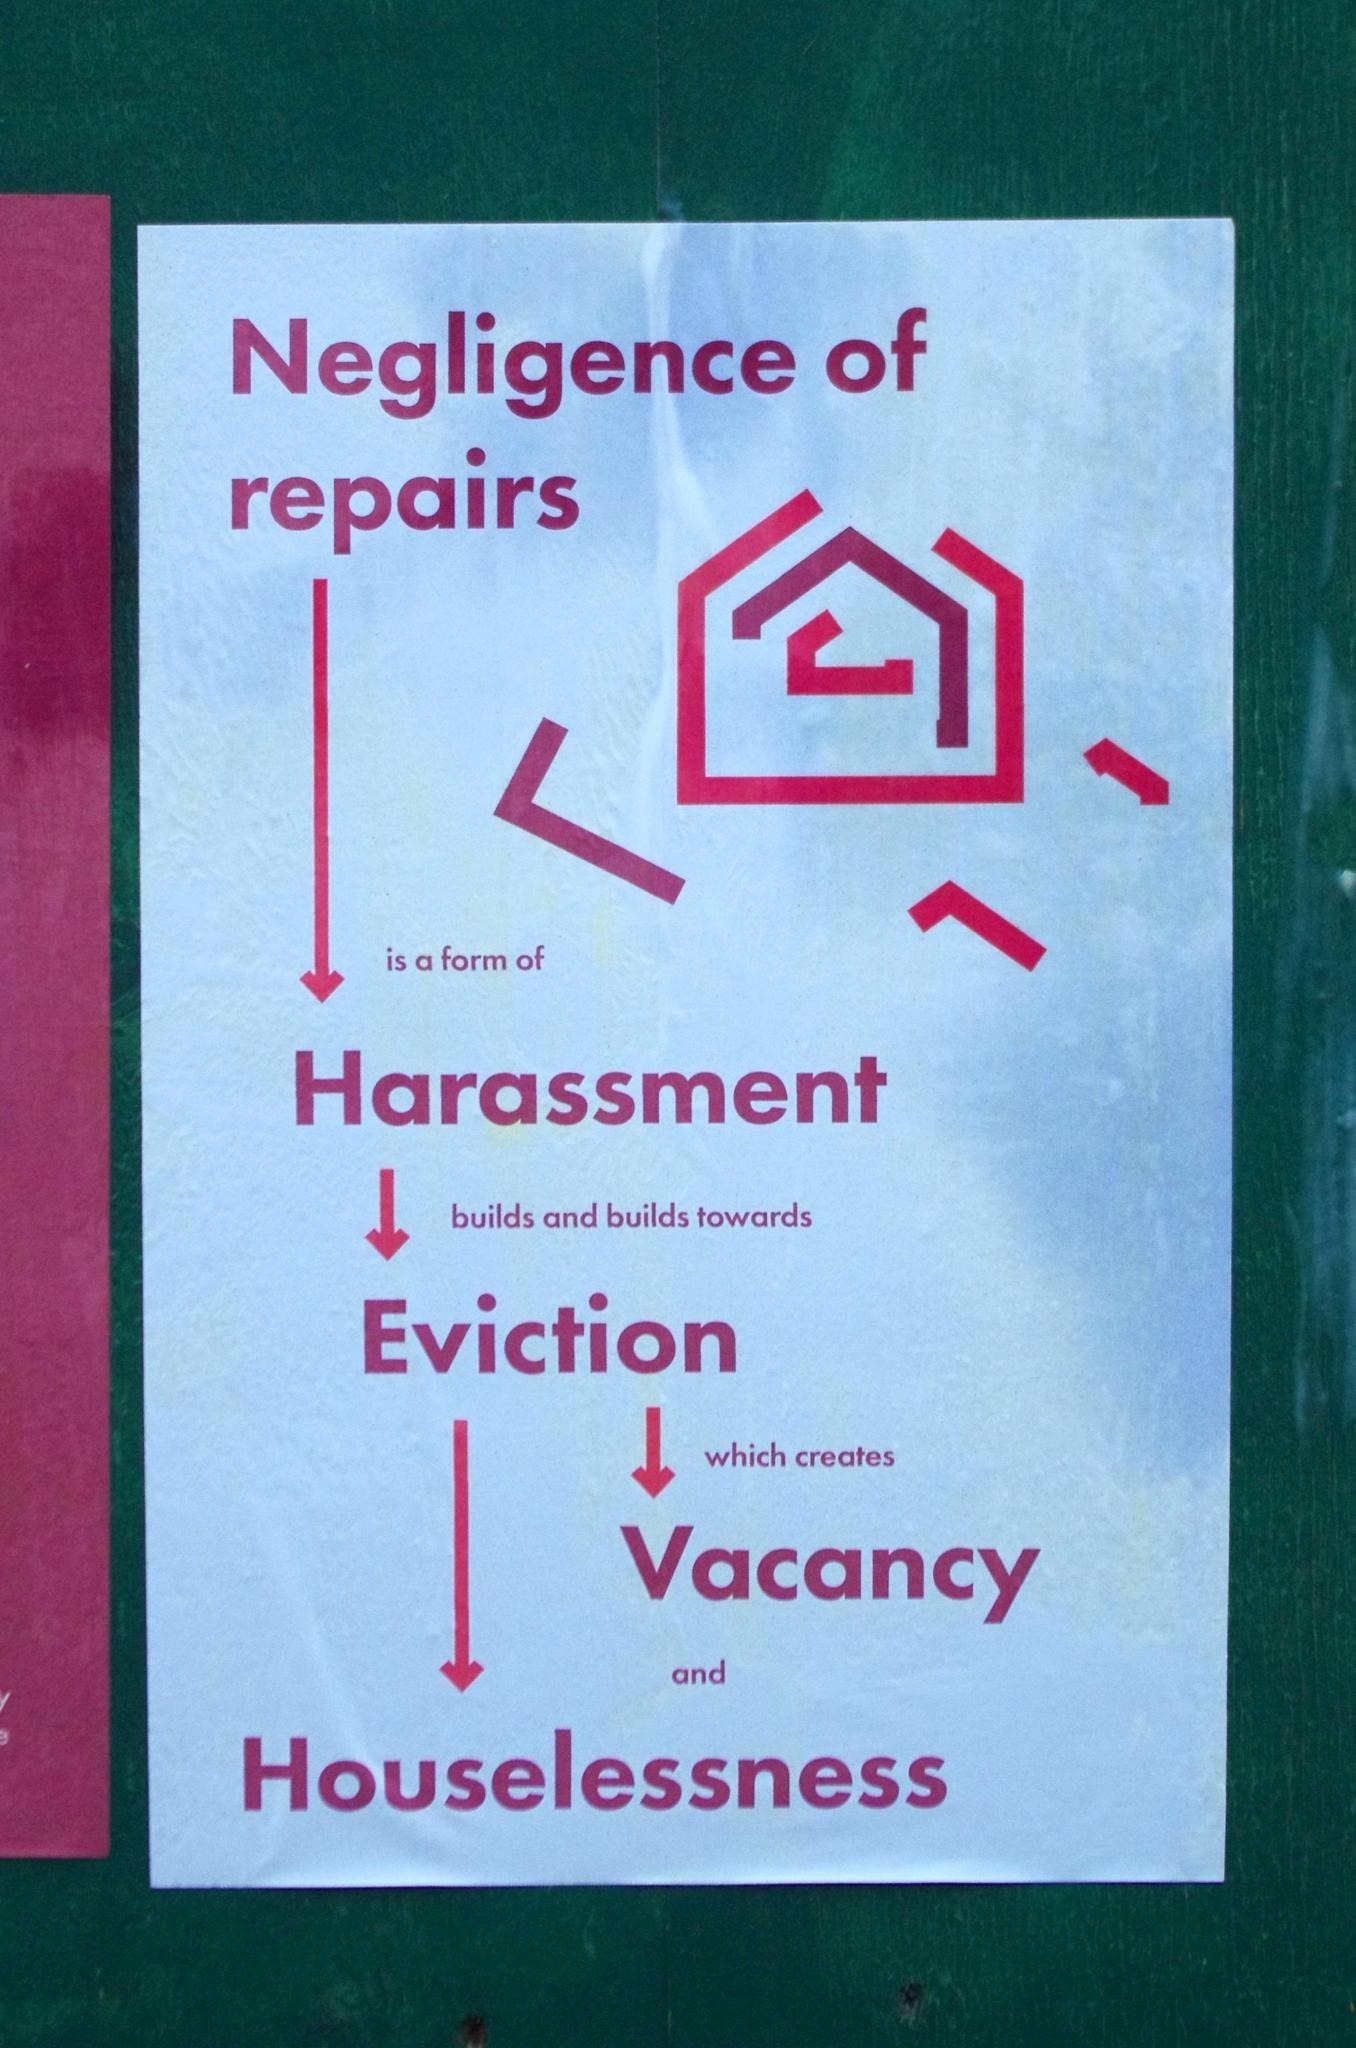 Negligence of
repairs
is a form of
Harassment
builds and builds towards
Eviction
which creates
Vacancy
and
Houselessness